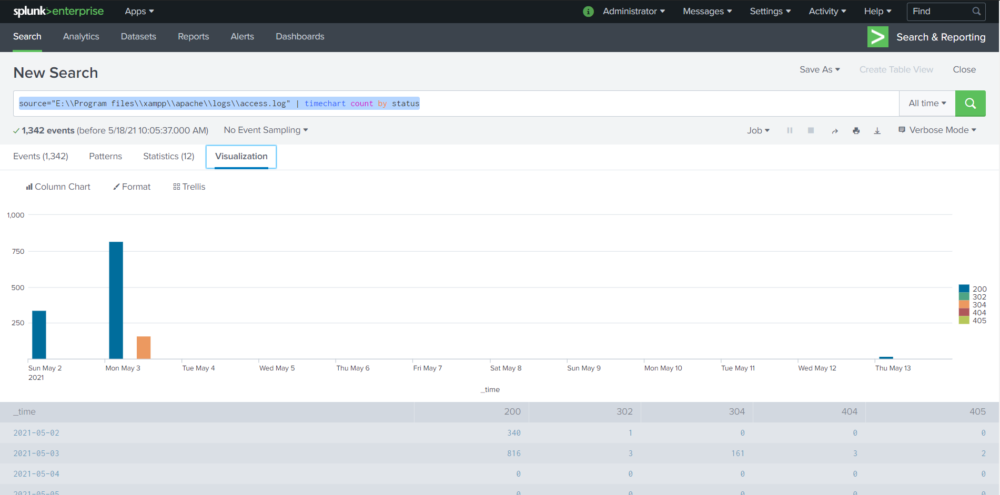 splunk>enterprise Apps Administrator Messages Settings Activity Help Find
Search Analytics Datasets Reports Alerts Dashboards Search & Reporting
New Search Save As Create Table View Close
source="E:\\Program files\\xampp\\apache\\logs\\access.log" | timechart count by status All time
1,342 events (before 5/18/21 10:05:37.000 AM) No Event Sampling Job Verbose Mode
Events (1,342) Patterns Statistics (12) Visualization
Column Chart Format Trellis
1,000
750
500
250
200
302
304
404
405
Sun May 2 Mon May 3 Tue May 4 Wed May 5 Thu May 6 Fri May 7 Sat May 8 Sun May 9 Mon May 10 Tue May 11 Wed May 12 Thu May 13
2021
_time
_time 200 302 304 404 405
2021-05-02 340 1 0 0 0
2021-05-03 816 3 161 3 2
2021-05-04 0 0 0 0 0
2021-05-05 0 0 0 0 0